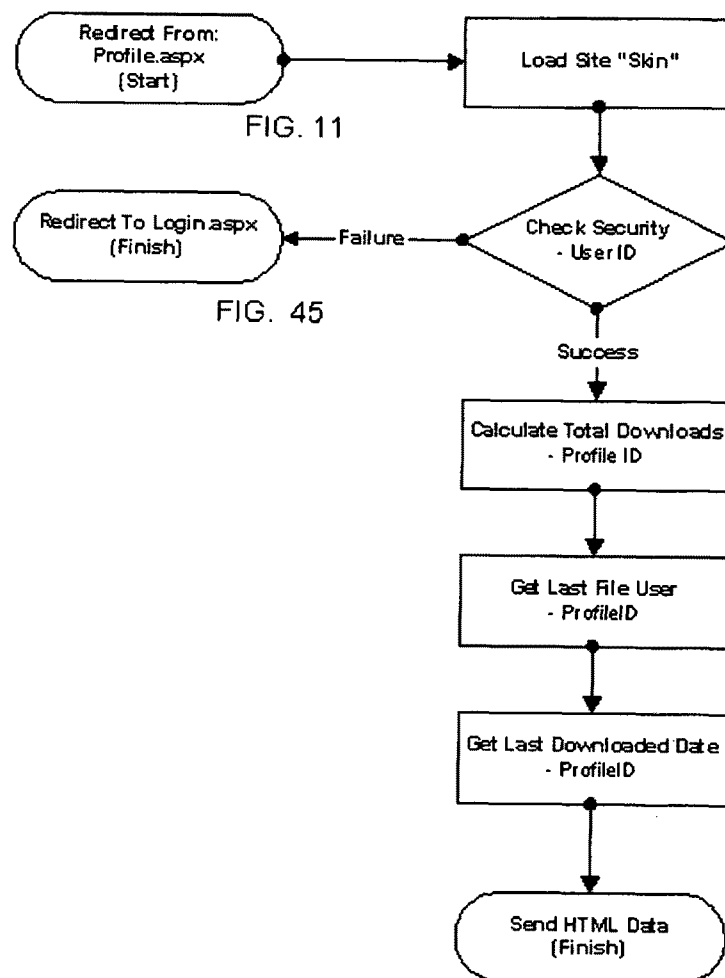 Redirect From:
Profile.aspx
(Start)
Load Site "Skin"
FIG. 11
Redirect To Login.aspx
(Finish)
Failure
Check Security
- UserID
FIG. 45
Success
Calculate Total Downloads
- Profile ID
Get Last File User
- ProfileID
Get Last Downloaded Date
- ProfileID
Send HTML Data
(Finish)